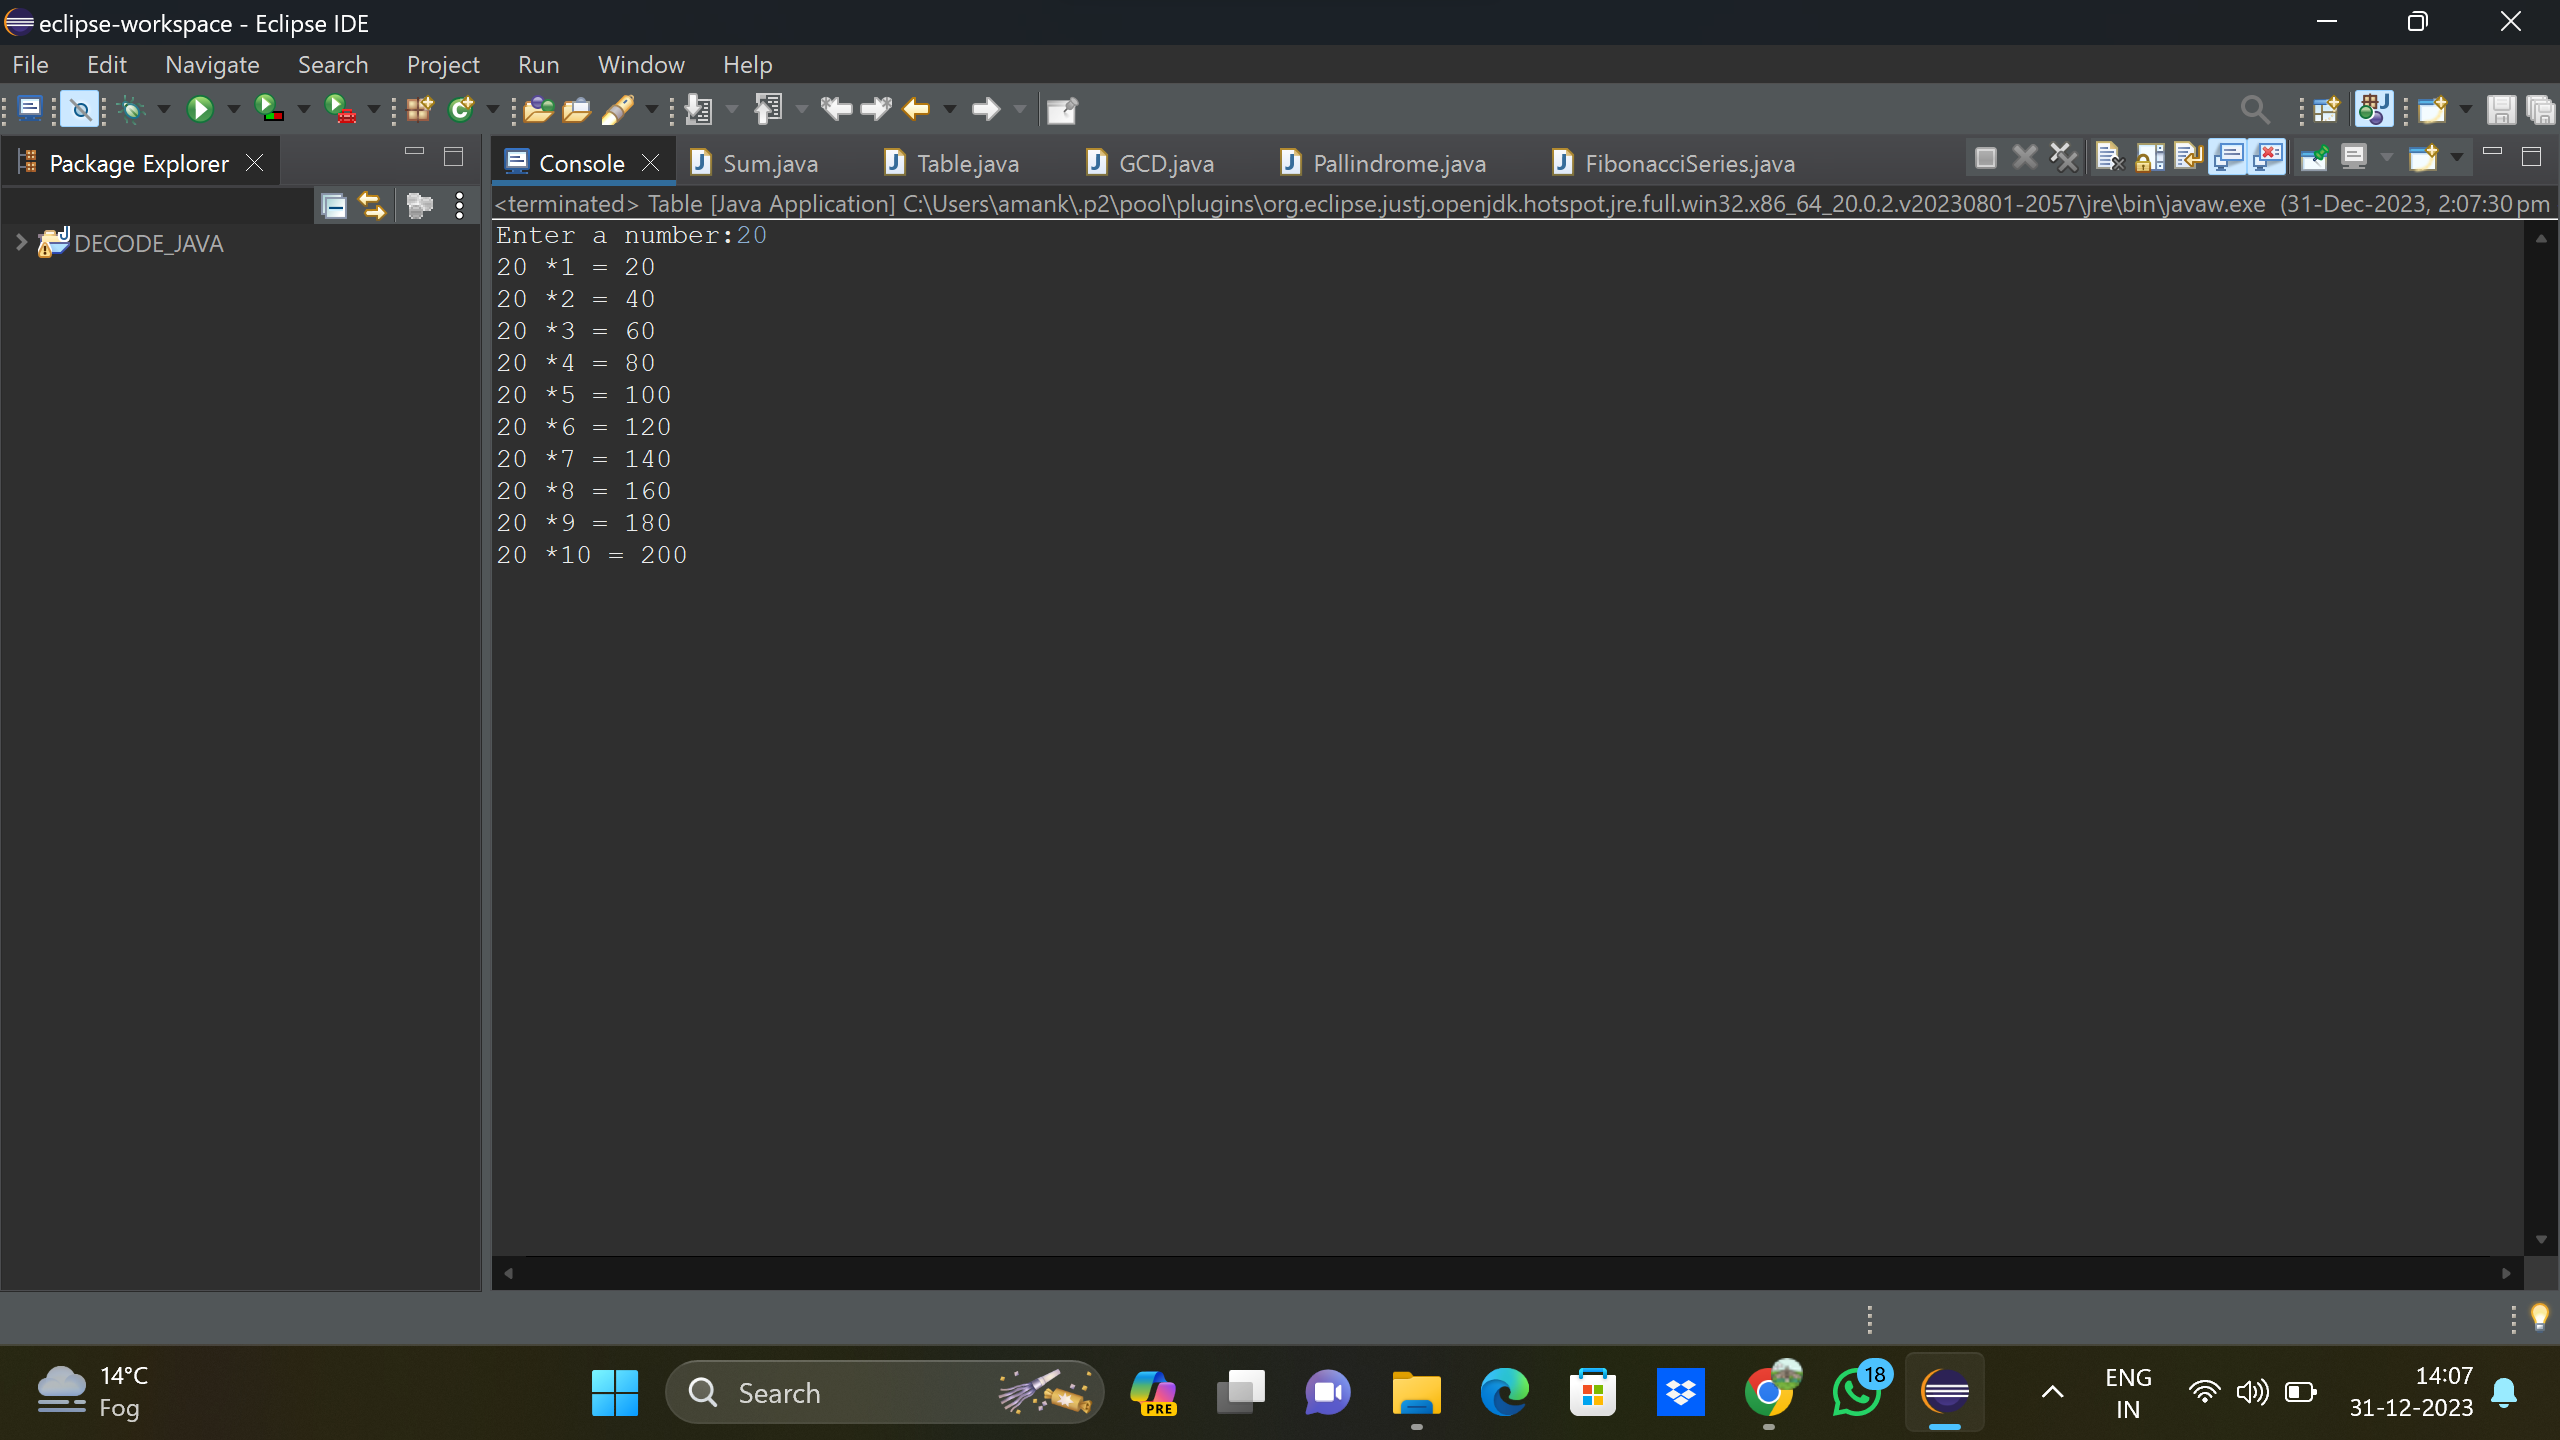 eclipse-workspace - Eclipse IDE
File Edit Navigate Search Project Run Window Help
Package Explorer
Console Sum.java Table.java GCD.java Pallindrome.java FibonacciSeries.java
<terminated> Table [Java Application] C:\Users\amank\.p2\pool\plugins\org.eclipse.justj.openjdk.hotspot.jre.full.win32.x86_64_20.0.2.v20230801-2057\jre\bin\javaw.exe (31-Dec-2023, 2:07:30 pm
DECODE_JAVA
Enter a number:20
20 *1 = 20
20 *2 = 40
20 *3 = 60
20 *4 = 80
20 *5 = 100
20 *6 = 120
20 *7 = 140
20 *8 = 160
20 *9 = 180
20 *10 = 200
14°C
Fog
Search
PRE
18
ENG
IN
14:07
31-12-2023